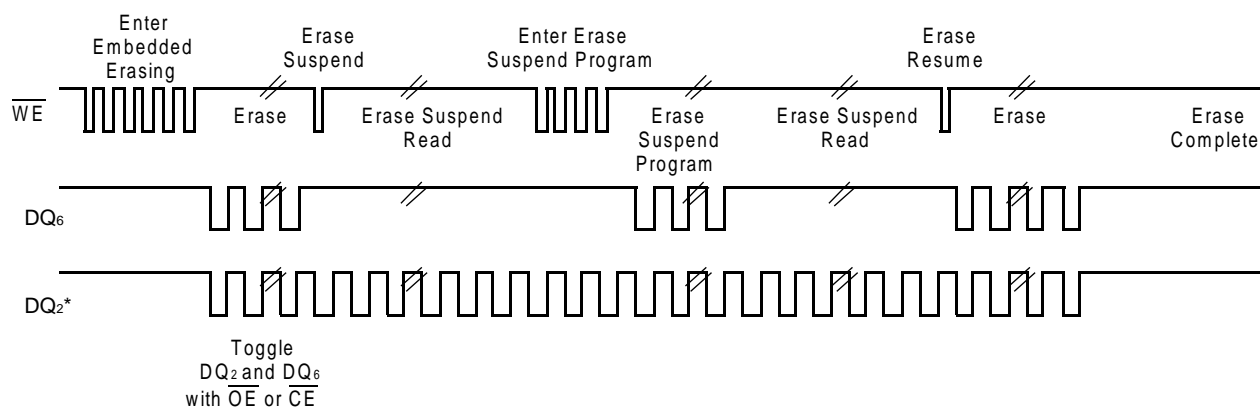 Enter
Embedded
Erasing
Erase
Suspend
Enter Erase
Suspend Program
Erase
Resume
WE
Erase
Erase Suspend
Read
Erase
Suspend
Program
Erase Suspend
Read
Erase
Erase
Complete
DQ6
DQ2*
Toggle
DQ2 and DQ6
with OE or CE